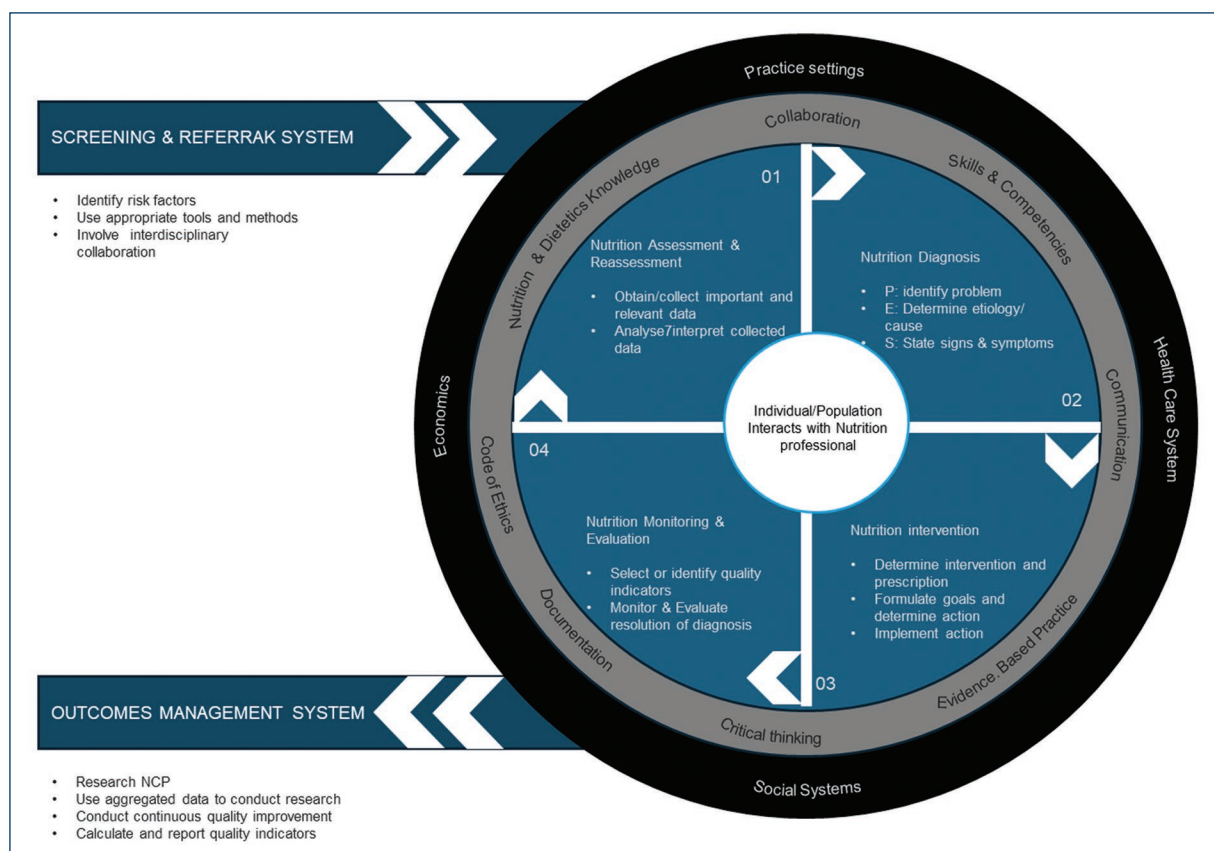 SCREENING & REFERRAK SYSTEM
• Identify risk factors
• Use appropriate tools and methods
• Involve interdisciplinary
collaboration
Practice settings
Health Care System
Social Systems
Economics
Collaboration
Skills & Competencies
Communication
Evidence. Based Practice
Critical thinking
Documentation
Code of Ethics
Nutrition & Dietetics Knowledge
01
Nutrition Assessment &
Reassessment
• Obtain/collect important and
relevant data
• Analyse7interpret collected
data
Nutrition Diagnosis
• P: identify problem
• E: Determine etiology/
cause
• S: State signs & symptoms
02
Individual/Population
Interacts with Nutrition
professional
Nutrition intervention
• Determine intervention and
prescription
• Formulate goals and
determine action
• Implement action
03
04
Nutrition Monitoring &
Evaluation
• Select or identify quality
indicators
• Monitor & Evaluate
resolution of diagnosis
OUTCOMES MANAGEMENT SYSTEM
• Research NCP
• Use aggregated data to conduct research
• Conduct continuous quality improvement
• Calculate and report quality indicators